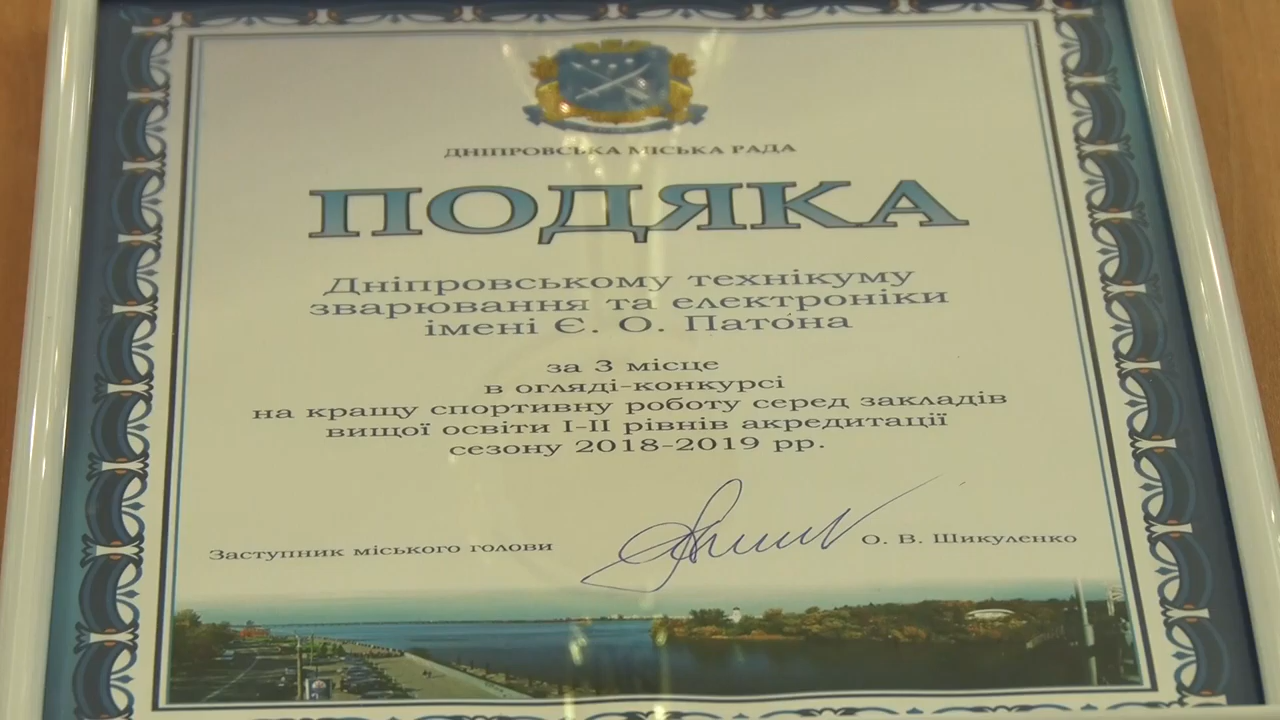 ДНІПРОВСЬКА МІСЬКА РАДА
ПОДЯКА
Дніпровському технікуму
зварювання та електроніки
імені Є. О. Патона
за 3 місце
в огляді-конкурсі
на кращу спортивну роботу серед закладів
вищої освіти І-ІІ рівнів акредитації
сезону 2018-2019 рр.
Заступник міського голови О. В. Шикуленко